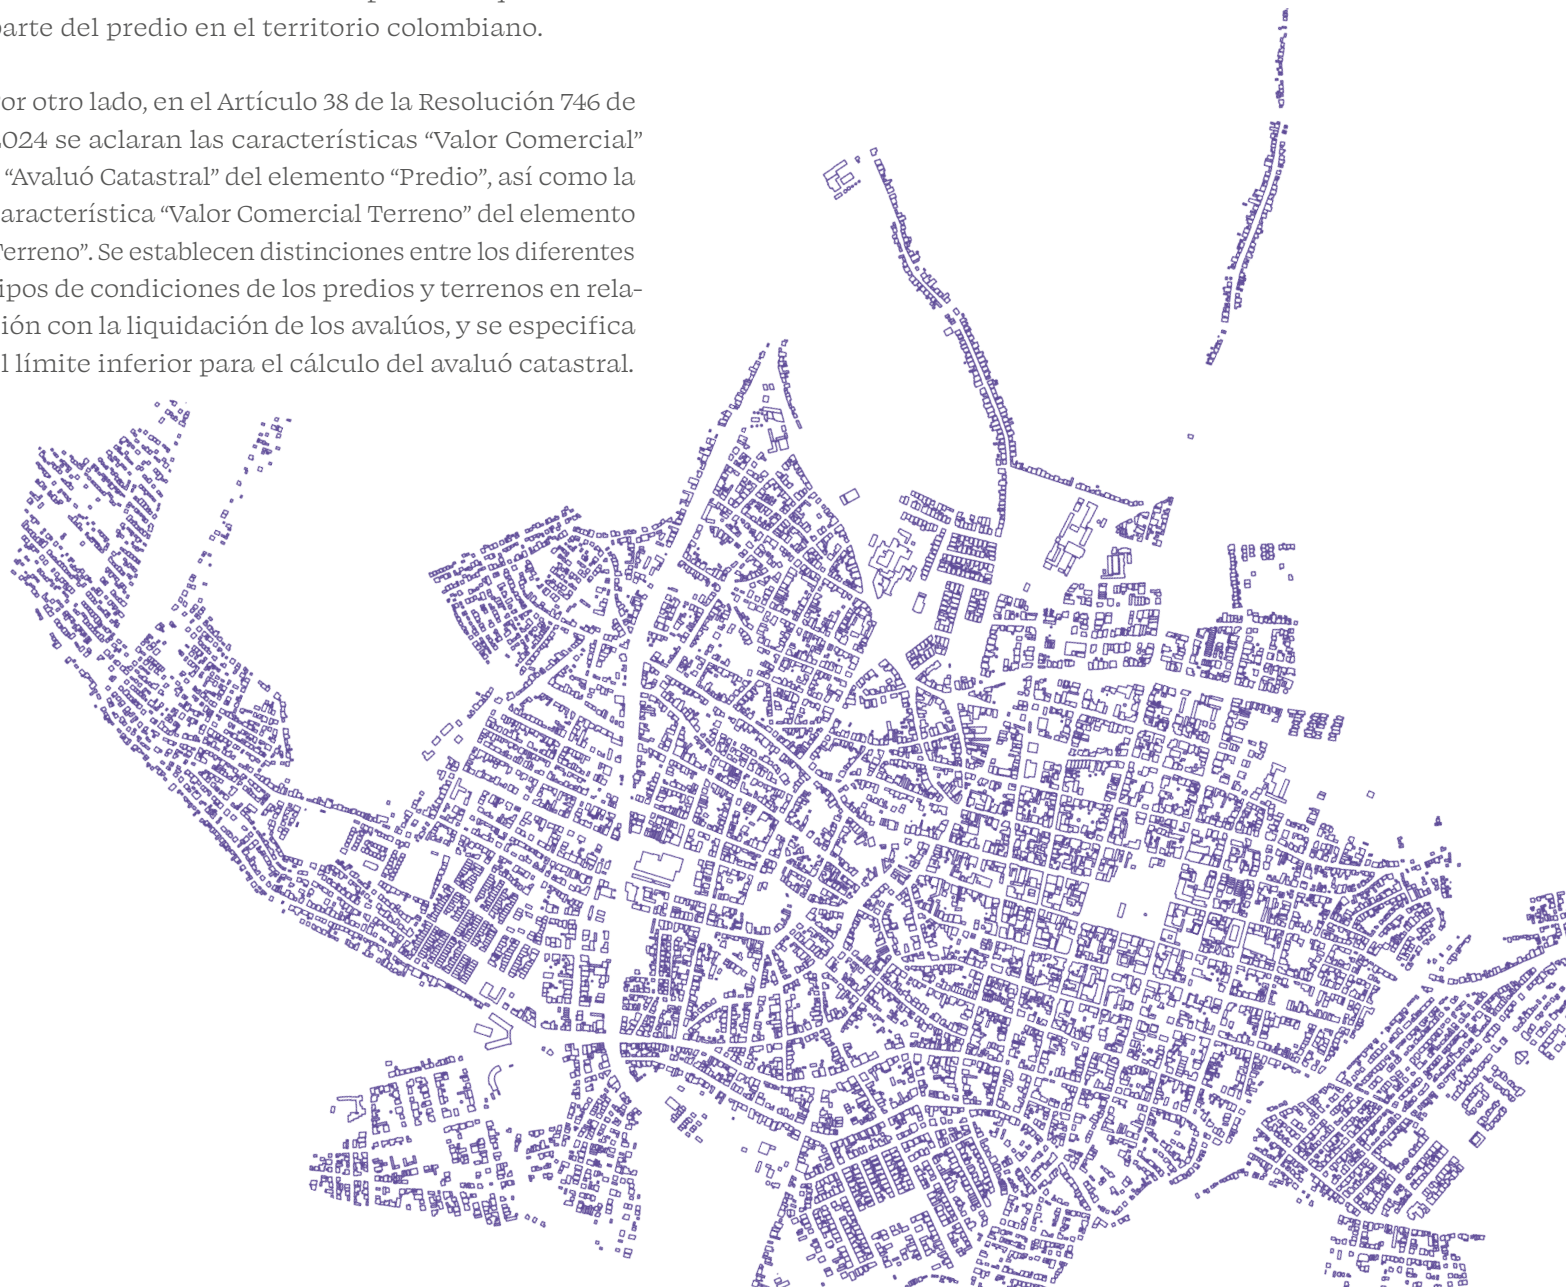 arte del predio en el territorio colombiano.
or otro lado, en el Artículo 38 de la Resolución 746 de
024 se aclaran las características “Valor Comercial”
“Avaluó Catastral” del elemento “Predio”, así como la
aracterística “Valor Comercial Terreno” del elemento
Terreno”. Se establecen distinciones entre los diferentes
ipos de condiciones de los predios y terrenos en rela-
ión con la liquidación de los avalúos, y se especifica
l límite inferior para el cálculo del avaluó catastral.